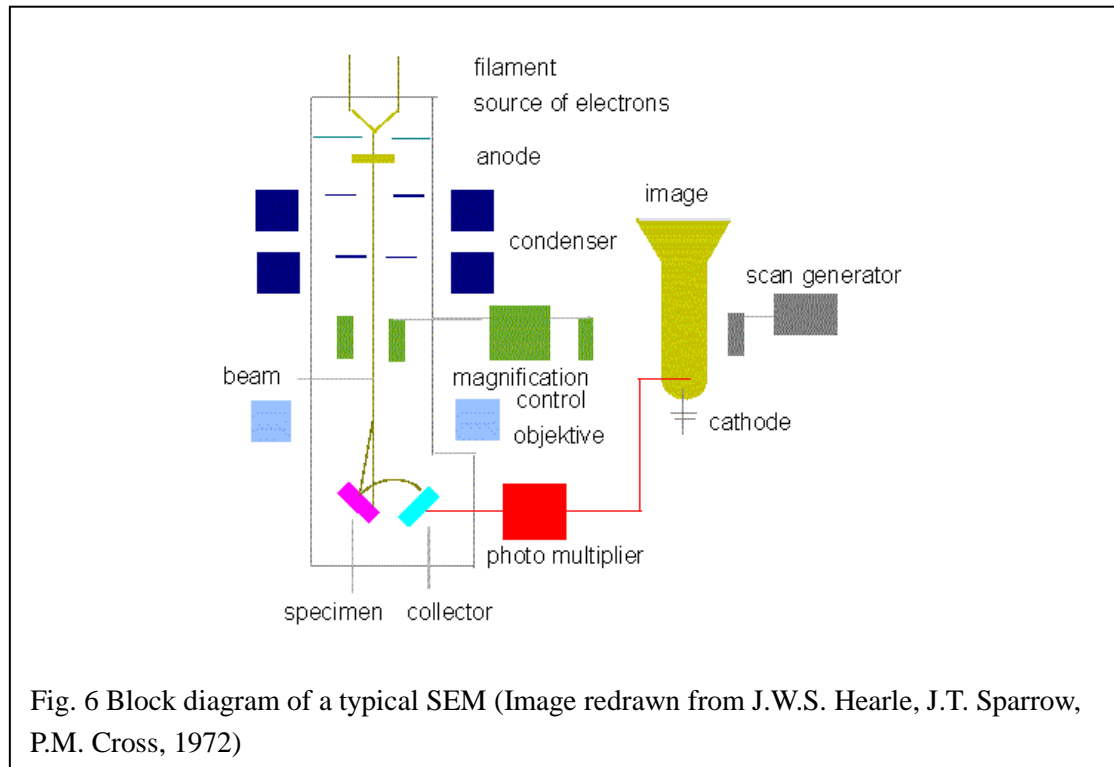 filament
source of electrons
anode
image
condenser
scan generator
beam
magnification
control
objektive
cathode
photo multiplier
specimen
collector
Fig. 6 Block diagram of a typical SEM (Image redrawn from J.W.S. Hearle, J.T. Sparrow,
P.M. Cross, 1972)